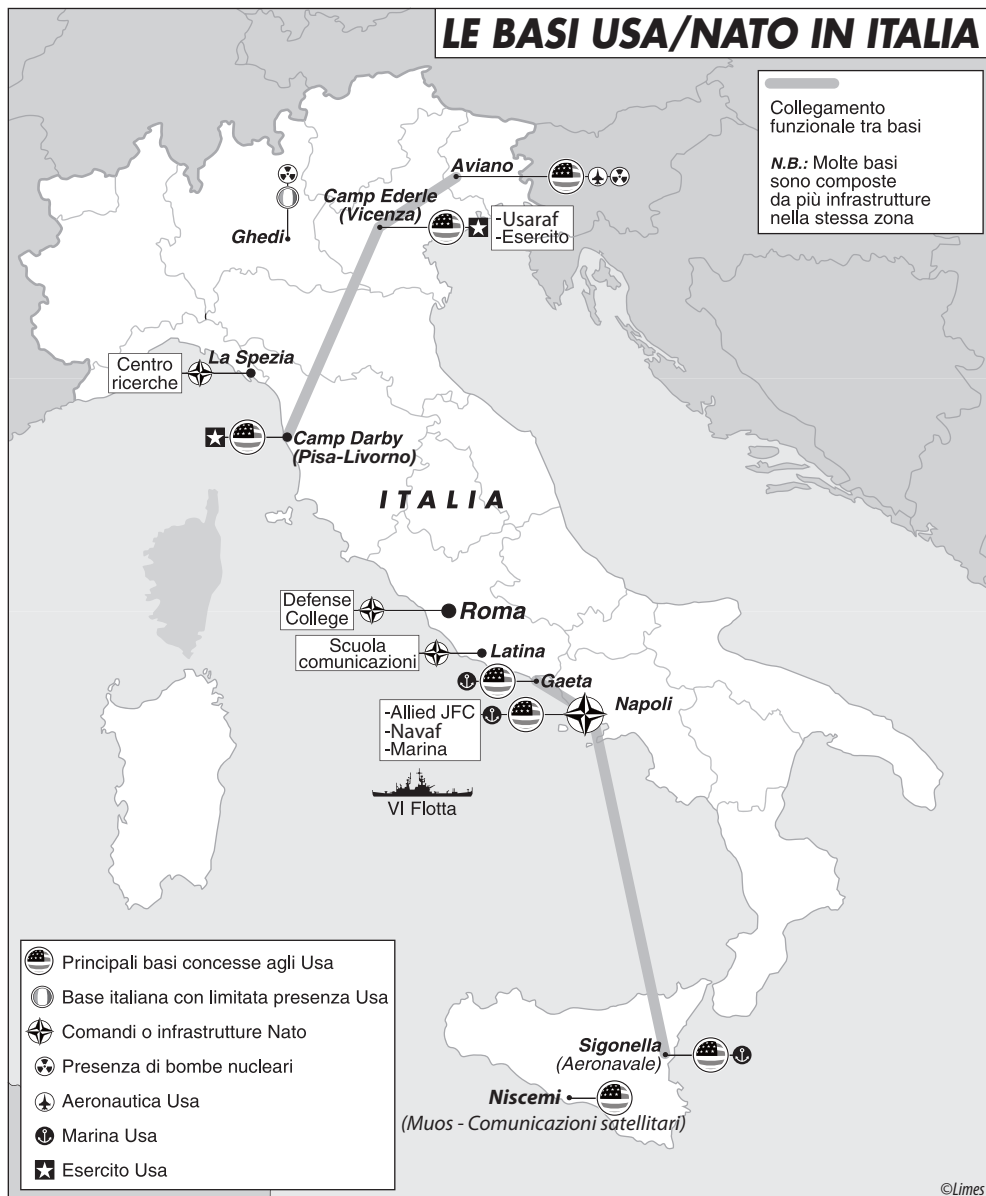 LE BASI USA/NATO IN ITALIA
Collegamento
funzionale tra basi
N.B.: Molte basi
sono composte
da più infrastrutture
nella stessa zona
Aviano
Camp Ederle
(Vicenza)
-Usaraf
-Esercito
Ghedi
La Spezia
Centro
ricerche
Camp Darby
(Pisa-Livorno)
ITALIA
Defense
College
Roma
Scuola
comunicazioni
Latina
Gaeta
Napoli
-Allied JFC
-Navaf
-Marina
VI Flotta
Principali basi concesse agli Usa
Base italiana con limitata presenza Usa
Comandi o infrastrutture Nato
Presenza di bombe nucleari
Aeronautica Usa
Marina Usa
Esercito Usa
Sigonella
(Aeronavale)
Niscemi
(Muos - Comunicazioni satellitari)
©Limes